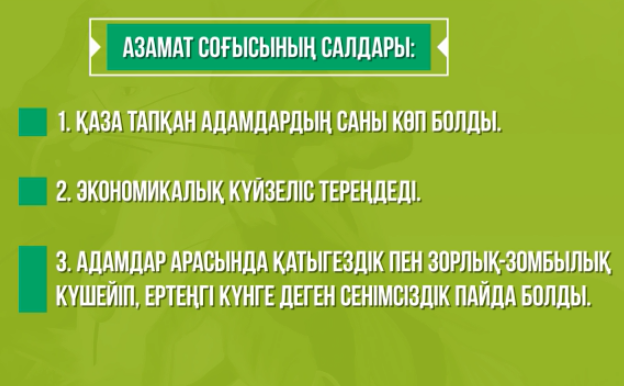 АЗАМАТ СОҒЫСЫНЫҢ САЛДАРЫ:
1. ҚАЗА ТАПҚАН АДАМДАРДЫҢ САНЫ КӨП БОЛДЫ.
2. ЭКОНОМИКАЛЫҚ КҮЙЗЕЛІС ТЕРЕҢДЕДІ.
3. АДАМДАР АРАСЫНДА ҚАТЫГЕЗДІК ПЕН ЗОРЛЫҚ-ЗОМБЫЛЫҚ
КҮШЕЙІП, ЕРТЕҢГІ КҮНГЕ ДЕГЕН СЕНІМСІЗДІК ПАЙДА БОЛДЫ.